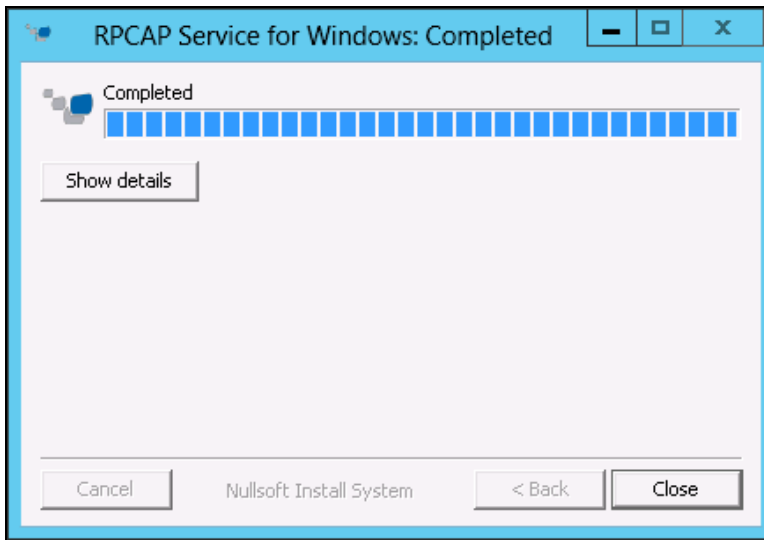 RPCAP Service for Windows: Completed
Completed
Show details
Cancel
Nullsoft Install System
< Back
Close